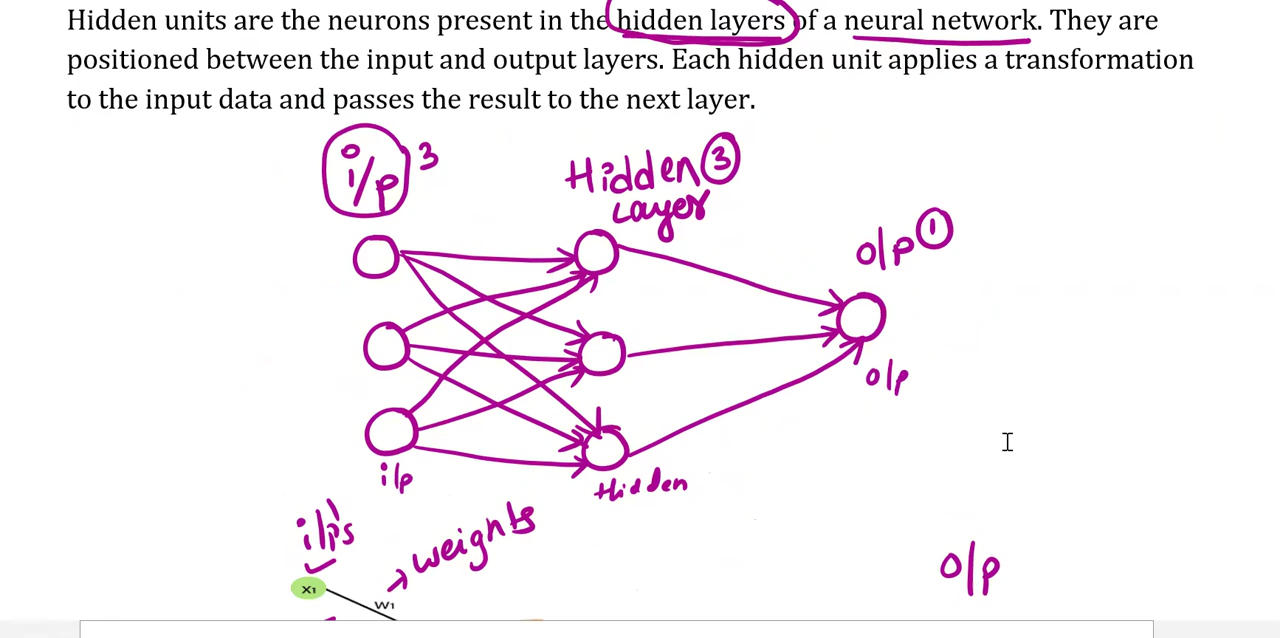 Hidden units are the neurons present in the hidden layers of a neural network. They are
positioned between the input and output layers. Each hidden unit applies a transformation
to the input data and passes the result to the next layer.
i/p 3
Hidden 3
Layer
o/p 1
o/p
i/p
Hidden
i/p's
weights
o/p
X1
W1